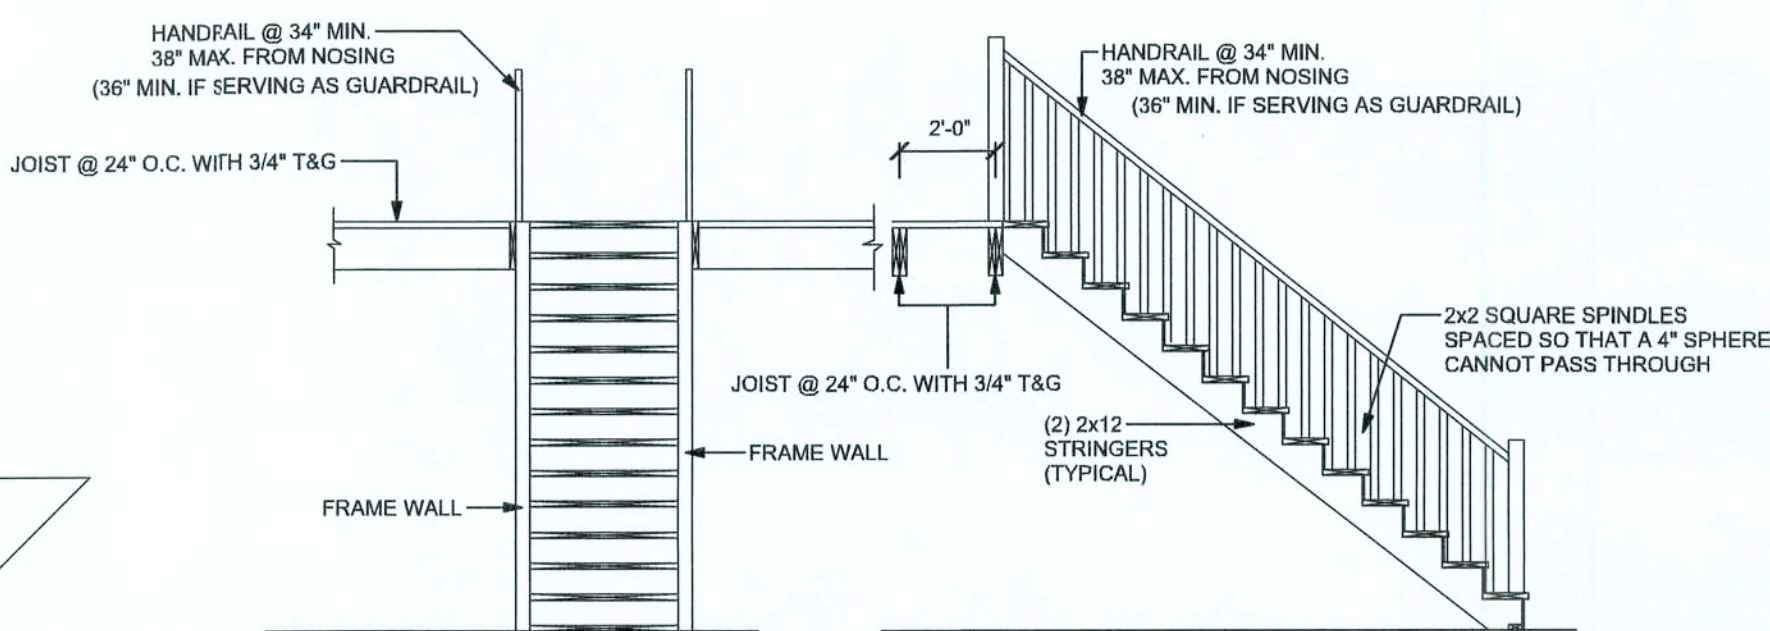 HANDRAIL @ 34" MIN.
38" MAX. FROM NOSING
(36" MIN. IF SERVING AS GUARDRAIL)
JOIST @ 24" O.C. WITH 3/4" T&G
FRAME WALL
FRAME WALL
2'-0"
HANDRAIL @ 34" MIN.
38" MAX. FROM NOSING
(36" MIN. IF SERVING AS GUARDRAIL)
JOIST @ 24" O.C. WITH 3/4" T&G
(2) 2x12
STRINGERS
(TYPICAL)
2x2 SQUARE SPINDLES
SPACED SO THAT A 4" SPHERE
CANNOT PASS THROUGH